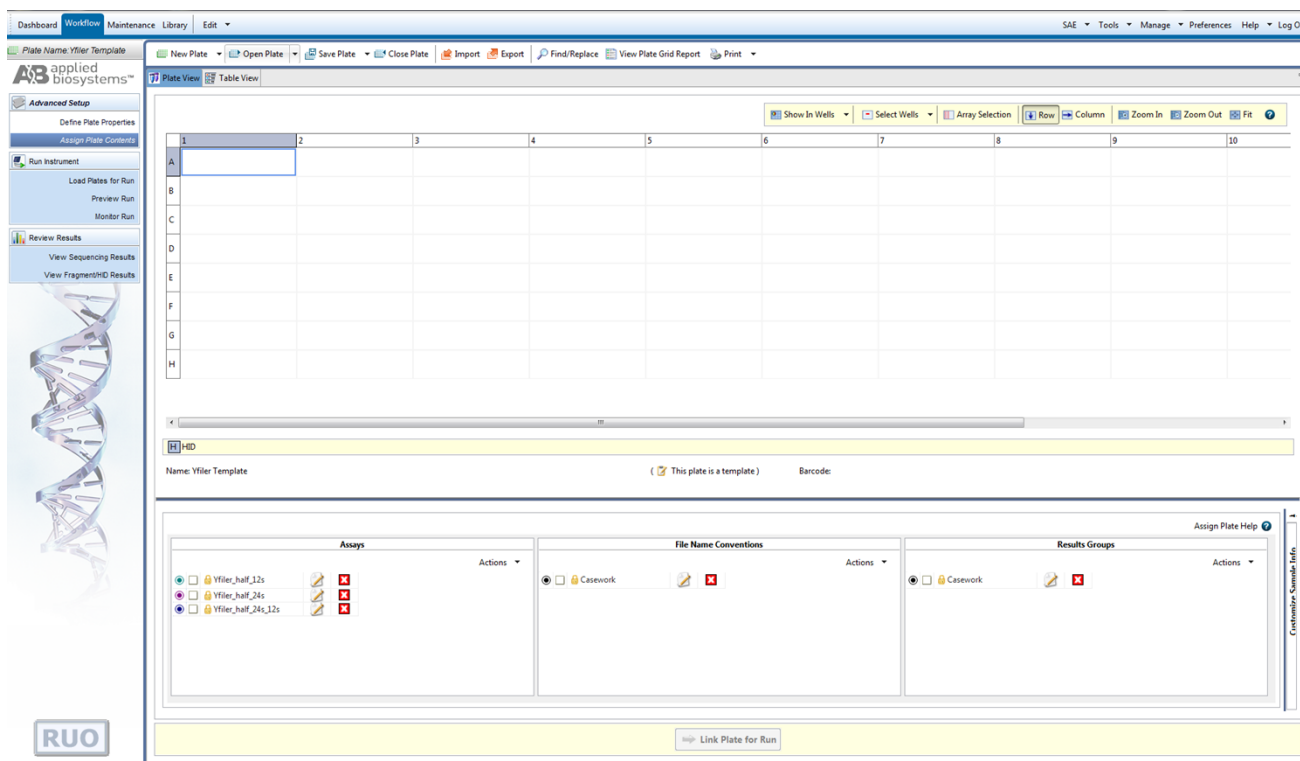 Dashboard Workflow Maintenance Library Edit SAE Tools Manage Preferences Help Log O
Plate Name: Yfiler Template
New Plate Open Plate Save Plate Close Plate Import Export Find/Replace View Plate Grid Report Print
AB applied biosystems™
Plate View Table View
Advanced Setup
Define Plate Properties
Assign Plate Contents
Run Instrument
Load Plates for Run
Preview Run
Monitor Run
Review Results
View Sequencing Results
View Fragment/HID Results
RUO
Show In Wells Select Wells Array Selection Row Column Zoom In Zoom Out Fit
1 2 3 4 5 6 7 8 9 10
A
B
C
D
E
F
G
H
H HID
Name: Yfiler Template ( This plate is a template ) Barcode:
Assign Plate Help
Assays File Name Conventions Results Groups
Actions Actions Actions
Yfiler_half_12s Casework Casework
Yfiler_half_24s
Yfiler_half_24s_12s
Customize Sample Info
Link Plate for Run